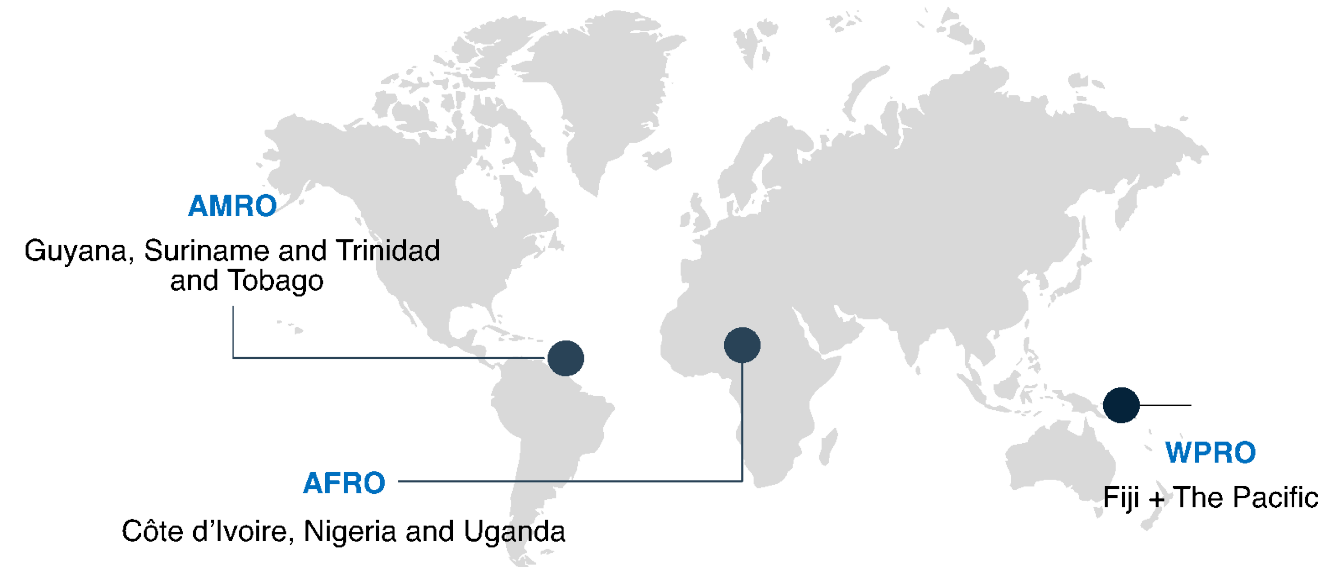 AMRO
Guyana, Suriname and Trinidad
and Tobago
AFRO
Côte d’Ivoire, Nigeria and Uganda
WPRO
Fiji + The Pacific